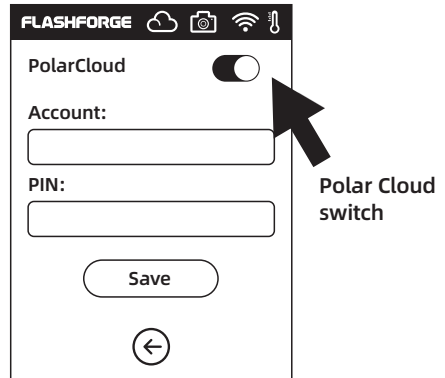 FLASHFORGE
PolarCloud
Account:
PIN:
Polar Cloud
switch
Save